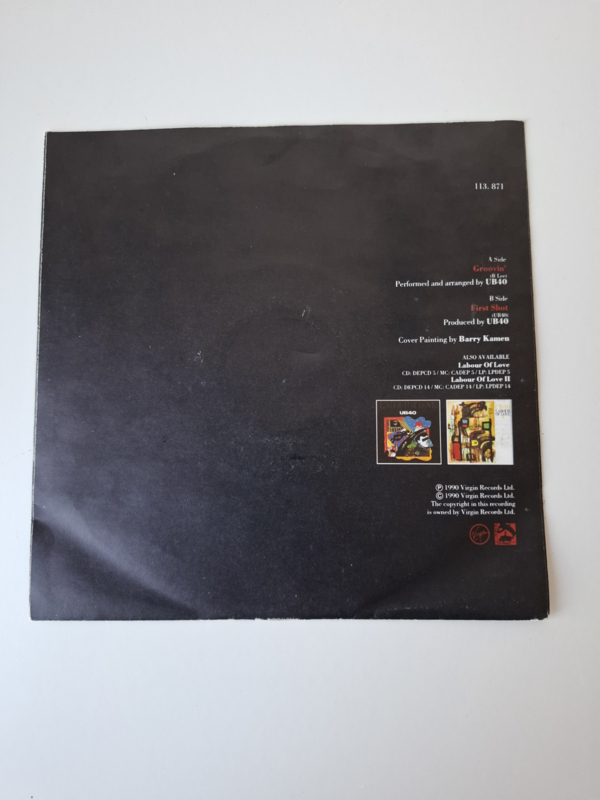 113. 871
A Side
Groovin'
(B Lee)
Performed and arranged by UB40
B Side
First Shot
(UB40)
Produced by UB40
Cover Painting by Barry Kamen
ALSO AVAILABLE
Labour Of Love
CD: DEPCD 5 / MC: CADEP 5 / LP: LPDEP 5
Labour Of Love II
CD: DEPCD 14 / MC: CADEP 14 / LP: LPDEP 14
UB40
℗ 1990 Virgin Records Ltd.
© 1990 Virgin Records Ltd.
The copyright in this recording
is owned by Virgin Records Ltd.
Virgin